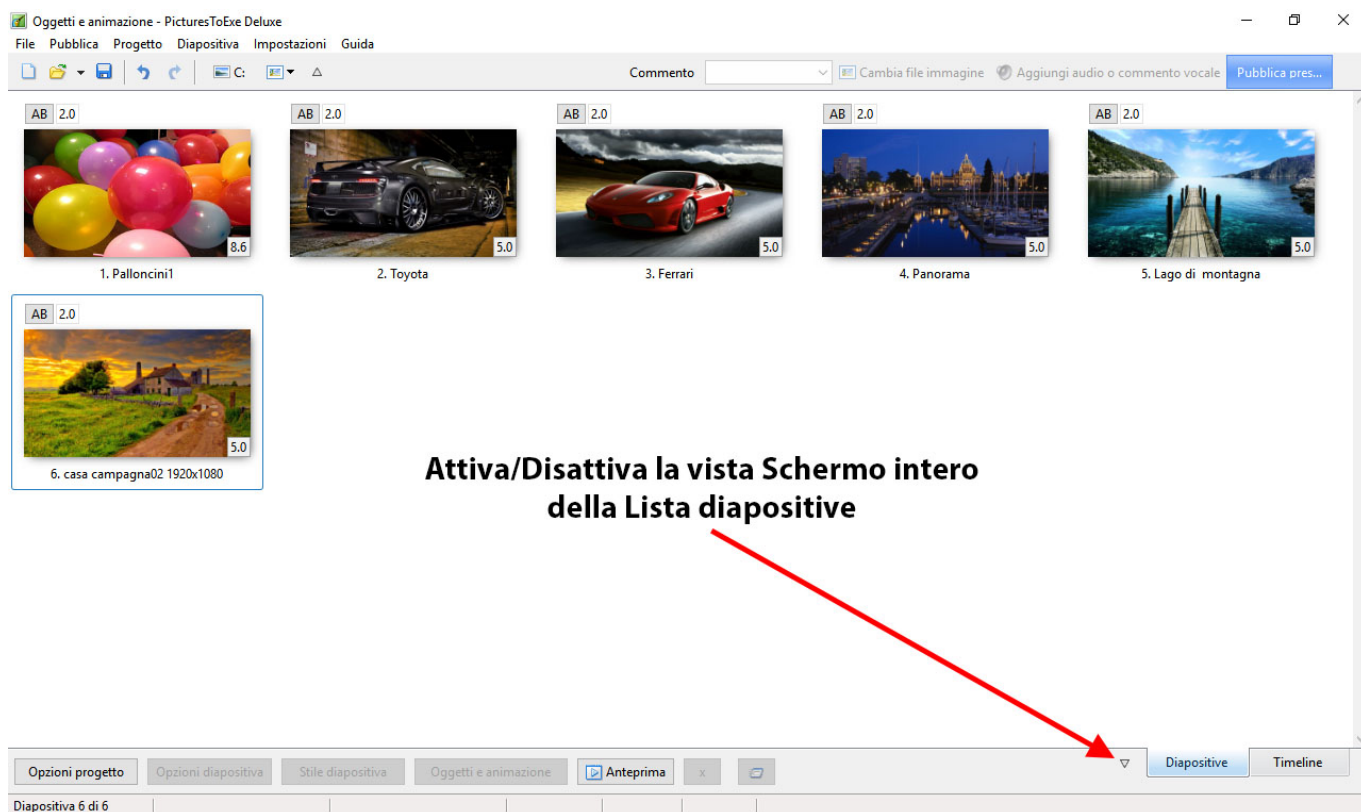 Oggetti e animazione - PicturesToExe Deluxe
File Pubblica Progetto Diapositiva Impostazioni Guida
C: Commento Cambia file immagine Aggiungi audio o commento vocale Pubblica pres...
AB 2.0 AB 2.0 AB 2.0 AB 2.0 AB 2.0
8.6 5.0 5.0 5.0 5.0
1. Palloncini1 2. Toyota 3. Ferrari 4. Panorama 5. Lago di montagna
AB 2.0
5.0
6. casa campagna02 1920x1080
Attiva/Disattiva la vista Schermo intero
della Lista diapositive
Opzioni progetto Opzioni diapositiva Stile diapositiva Oggetti e animazione Anteprima x Diapositive Timeline
Diapositiva 6 di 6